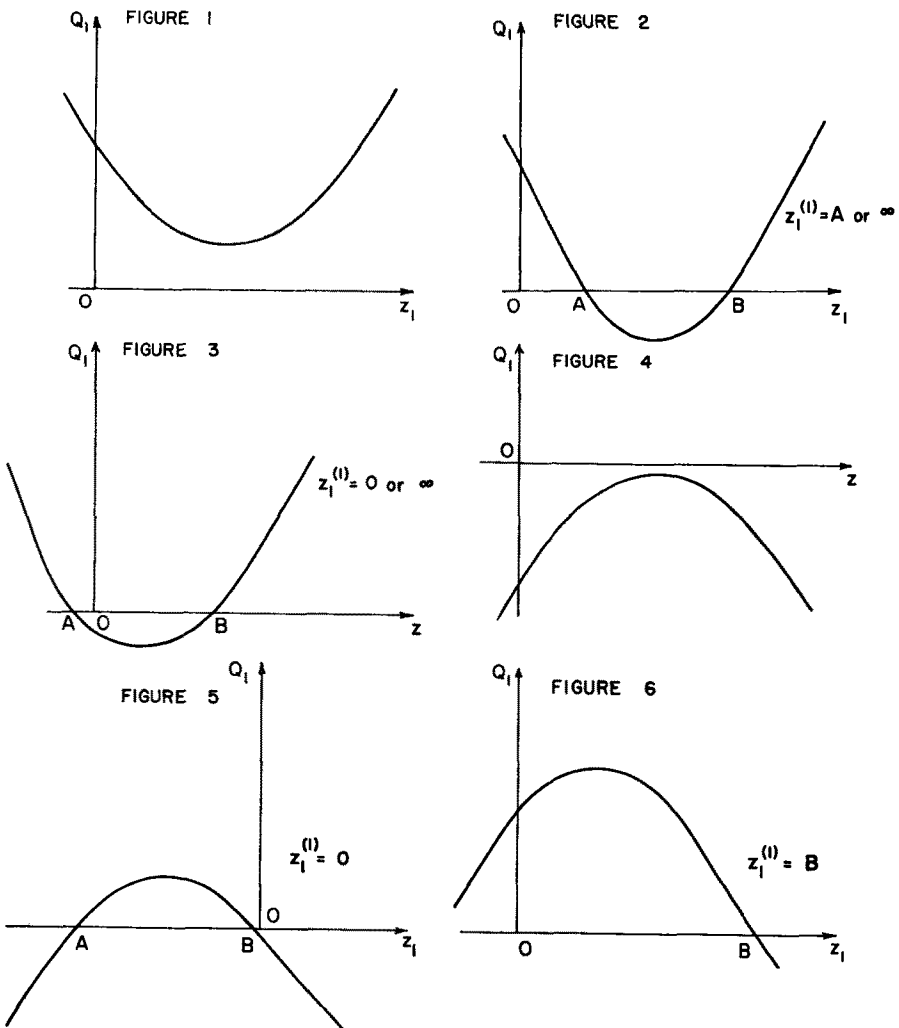 Q₁ FIGURE 1
O z₁
Q₁ FIGURE 2
z₁⁽¹⁾ = A or ∞
O A B z₁
Q₁ FIGURE 3
z₁⁽¹⁾ = O or ∞
A O B z
Q₁ FIGURE 4
O z
Q₁
FIGURE 5
z₁⁽¹⁾ = O
O
A B z₁
Q₁ FIGURE 6
z₁⁽¹⁾ = B
O B z₁